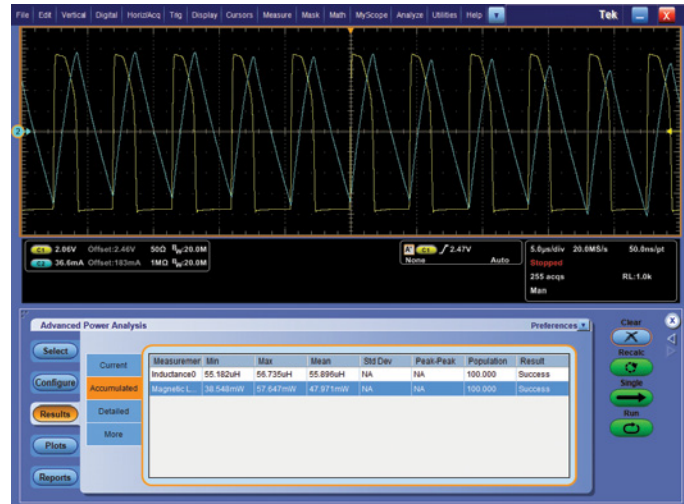 File Edit Vertical Digital Horiz/Acq Trig Display Cursors Measure Mask Math MyScope Analyze Utilities Help Tek X
2
C1 2.06V Offset:2.46V 50Ω BW:20.0M
C2 36.6mA Offset:183mA 1MΩ BW:20.0M
A' C1 2.47V
None Auto
5.0µs/div 20.0MS/s 50.0ns/pt
Stopped
255 acqs RL:1.0k
Man
Advanced Power Analysis Preferences Clear X
Select
Configure
Results
Plots
Reports
Current
Accumulated
Detailed
More
Measuremer Min Max Mean Std Dev Peak-Peak Population Result
Inductance0 55.182uH 56.735uH 55.896uH NA NA 100.000 Success
Magnetic L... 38.548mW 57.647mW 47.971mW NA NA 100.000 Success
Recalc
Single
Run